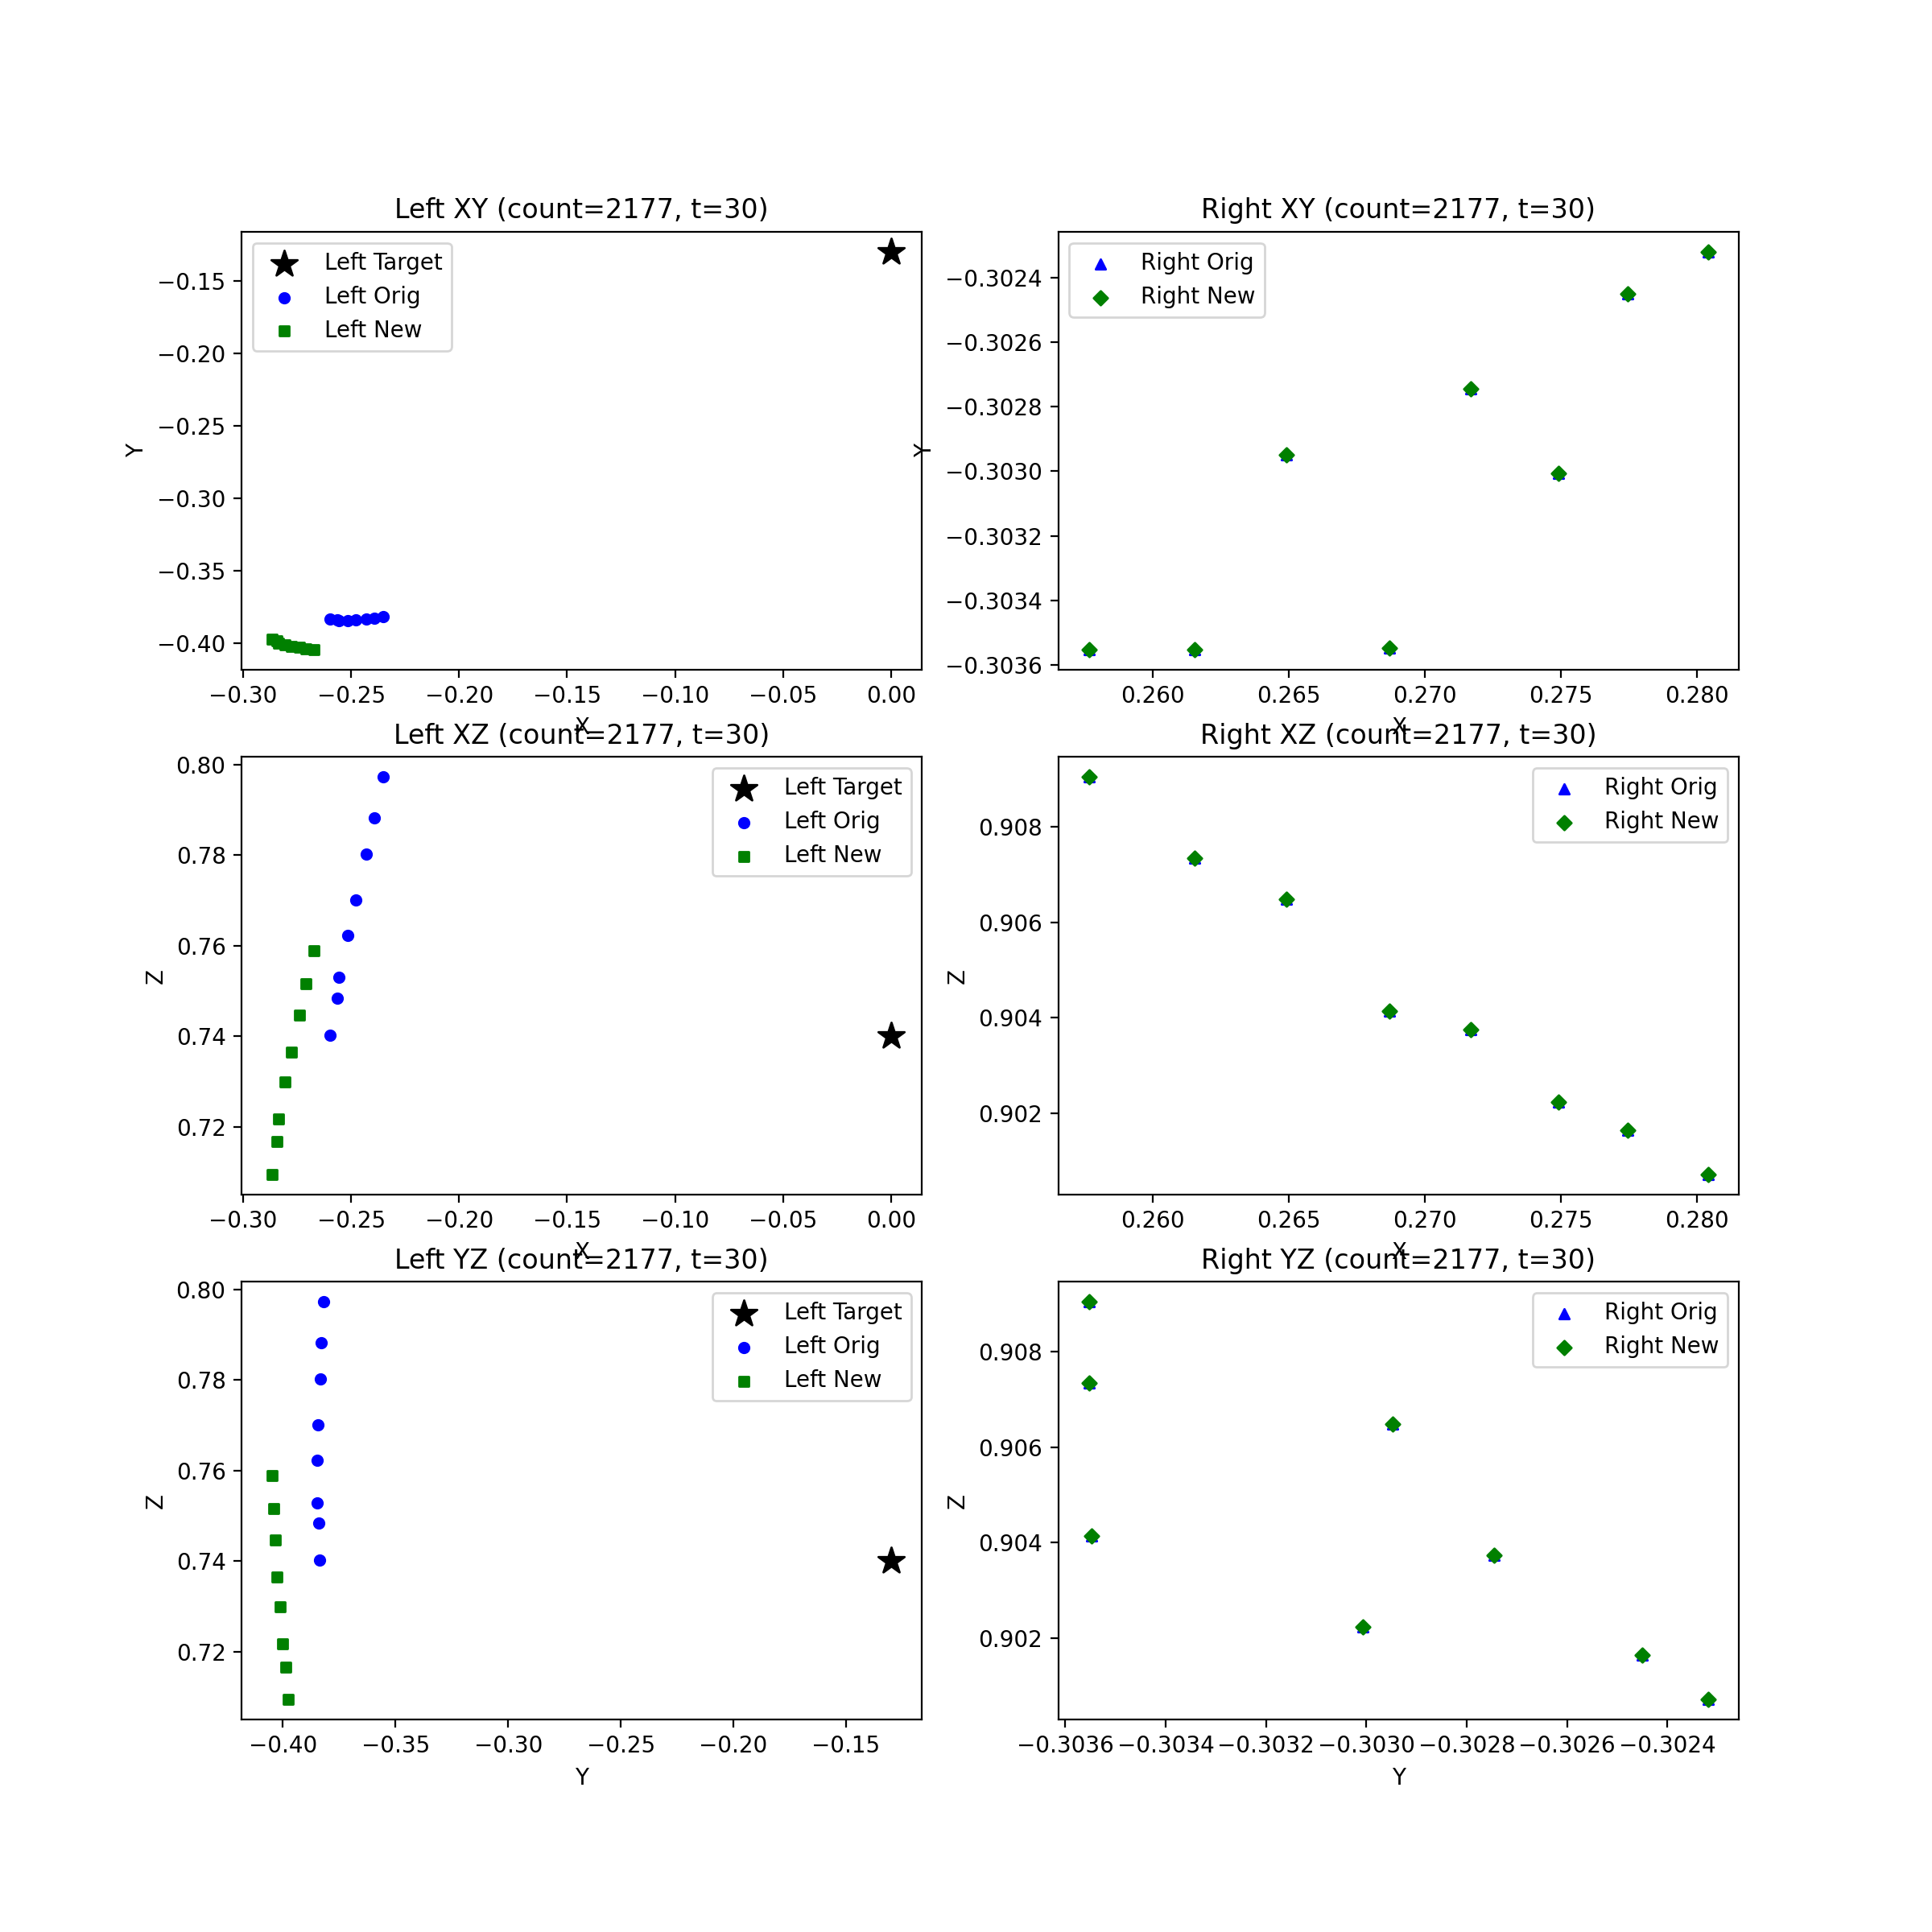 Left XY (count=2177, t=30)
Left Target
Left Orig
Left New
−0.15
−0.20
−0.25
−0.30
−0.35
−0.40
Y
−0.30
−0.25
−0.20
−0.15
−0.10
−0.05
0.00
X
Right XY (count=2177, t=30)
Right Orig
Right New
−0.3024
−0.3026
−0.3028
−0.3030
−0.3032
−0.3034
−0.3036
Y
0.260
0.265
0.270
0.275
0.280
X
Left XZ (count=2177, t=30)
Left Target
Left Orig
Left New
0.80
0.78
0.76
0.74
0.72
Z
−0.30
−0.25
−0.20
−0.15
−0.10
−0.05
0.00
X
Right XZ (count=2177, t=30)
Right Orig
Right New
0.908
0.906
0.904
0.902
Z
0.260
0.265
0.270
0.275
0.280
X
Left YZ (count=2177, t=30)
Left Target
Left Orig
Left New
0.80
0.78
0.76
0.74
0.72
Z
−0.40
−0.35
−0.30
−0.25
−0.20
−0.15
Y
Right YZ (count=2177, t=30)
Right Orig
Right New
0.908
0.906
0.904
0.902
Z
−0.3036
−0.3034
−0.3032
−0.3030
−0.3028
−0.3026
−0.3024
Y